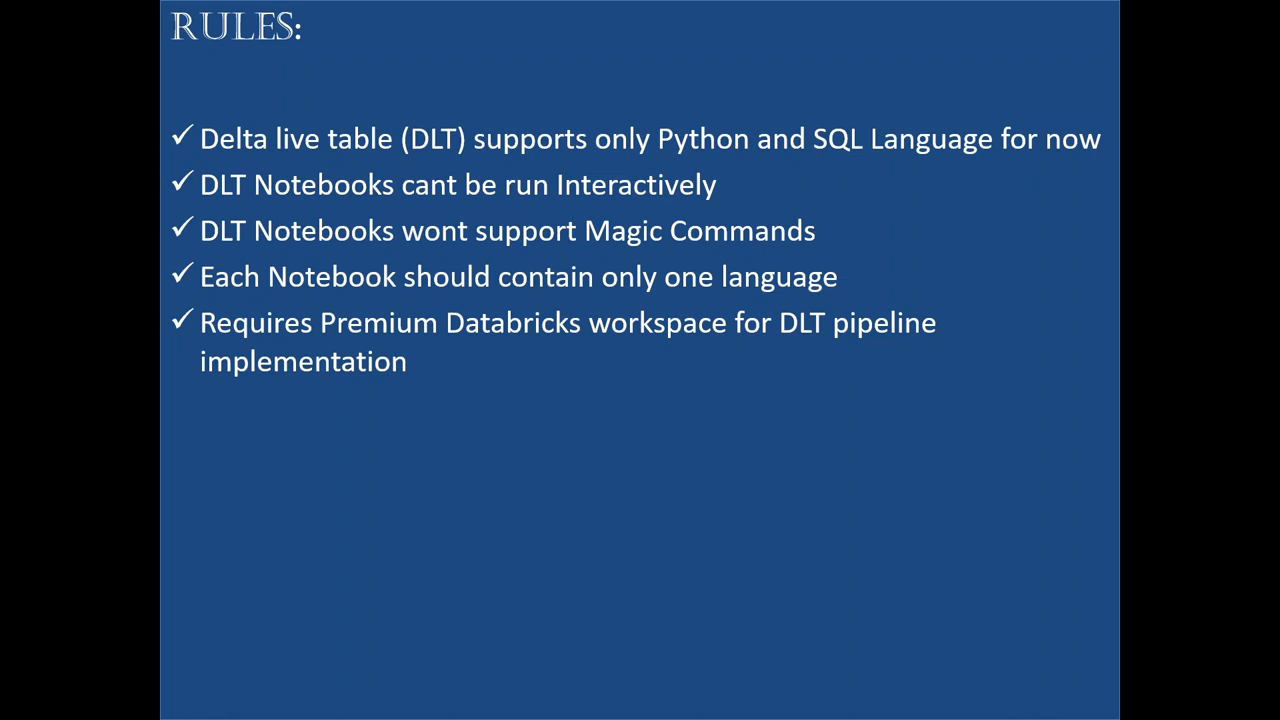 RULES:
✓ Delta live table (DLT) supports only Python and SQL Language for now
✓ DLT Notebooks cant be run Interactively
✓ DLT Notebooks wont support Magic Commands
✓ Each Notebook should contain only one language
✓ Requires Premium Databricks workspace for DLT pipeline
implementation